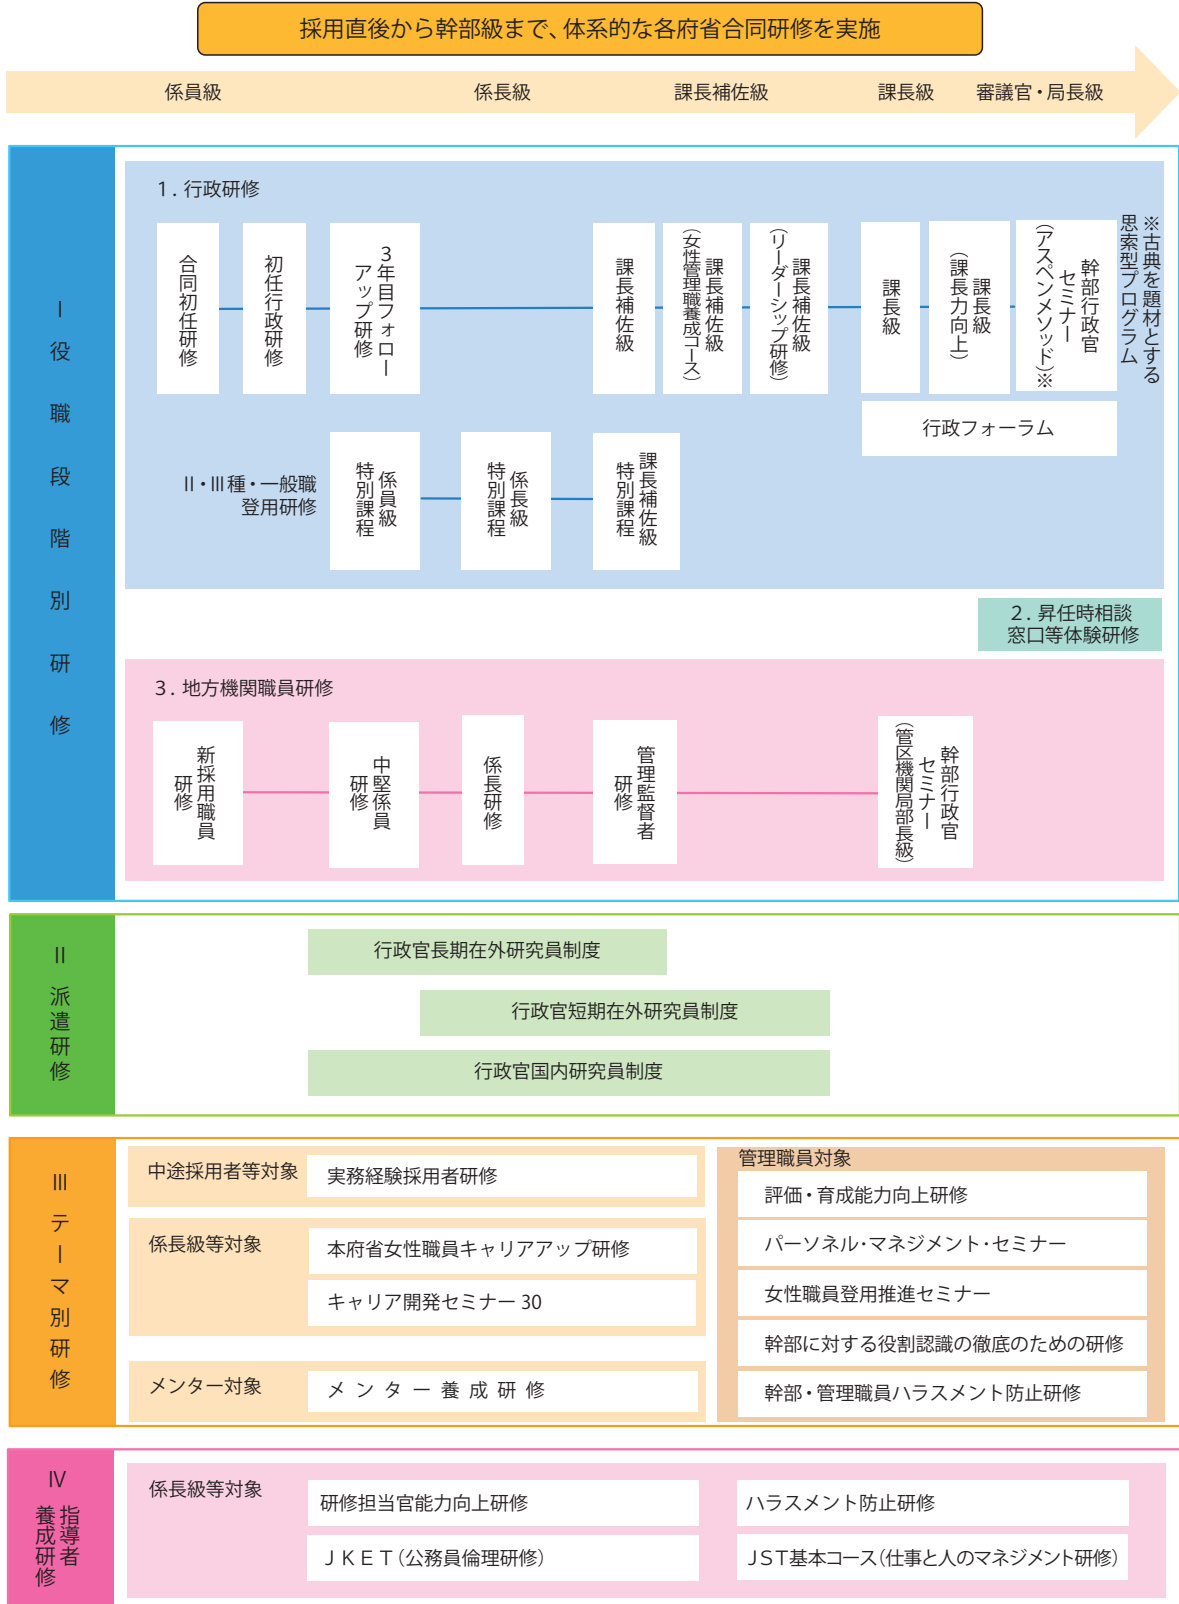 採用直後から幹部級まで、体系的な各府省合同研修を実施
係員級
係長級
課長補佐級
課長級
審議官・局長級
Ⅰ役職段階別研修
1．行政研修
合同初任研修
初任行政研修
３年目フォロー
アップ研修
課長補佐級
課長補佐級
（女性管理職養成コース）
課長補佐級
（リーダーシップ研修）
課長級
課長級
（課長力向上）
幹部行政官
セミナー
（アスペンメソッド）※
※古典を題材とする
思索型プログラム
行政フォーラム
Ⅱ・Ⅲ種・一般職
登用研修
係員級
特別課程
係長級
特別課程
課長補佐級
特別課程
2．昇任時相談
窓口等体験研修
3．地方機関職員研修
新採用職員
研修
中堅係員
研修
係長研修
管理監督者
研修
幹部行政官
セミナー
（管区機関局部長級）
Ⅱ派遣研修
行政官長期在外研究員制度
行政官短期在外研究員制度
行政官国内研究員制度
Ⅲテーマ別研修
中途採用者等対象
実務経験採用者研修
係長級等対象
本府省女性職員キャリアアップ研修
キャリア開発セミナー 30
メンター対象
メンター養成研修
管理職員対象
評価・育成能力向上研修
パーソネル・マネジメント・セミナー
女性職員登用推進セミナー
幹部に対する役割認識の徹底のための研修
幹部・管理職員ハラスメント防止研修
Ⅳ
指導者
養成研修
係長級等対象
研修担当官能力向上研修
ハラスメント防止研修
ＪＫＥＴ（公務員倫理研修）
ＪＳＴ基本コース（仕事と人のマネジメント研修）